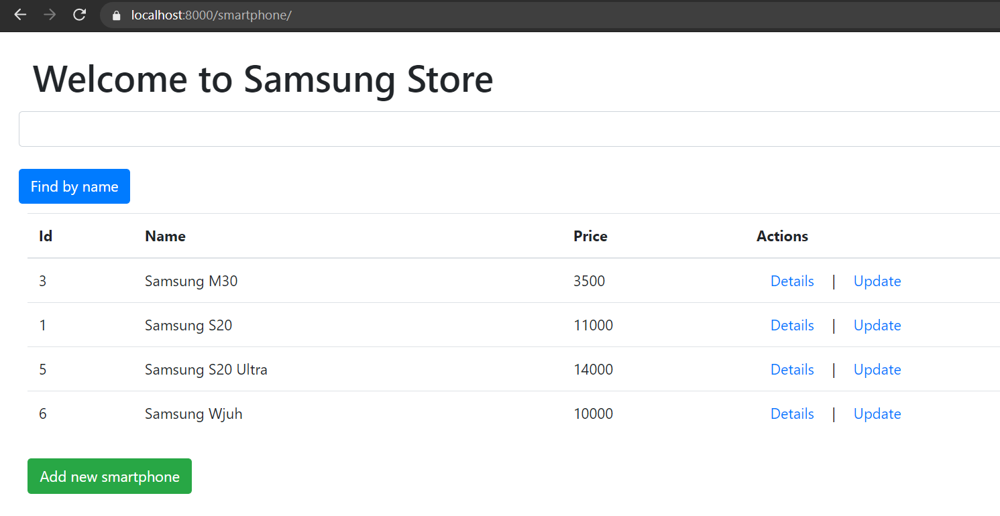 localhost:8000/smartphone/
Welcome to Samsung Store
Find by name
Id Name Price Actions
3 Samsung M30 3500 Details | Update
1 Samsung S20 11000 Details | Update
5 Samsung S20 Ultra 14000 Details | Update
6 Samsung Wjuh 10000 Details | Update
Add new smartphone